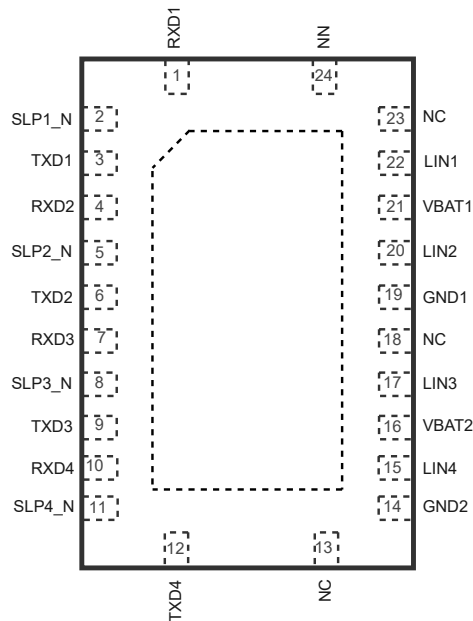 RXD1
NN
1
24
SLP1_N
2
23
NC
TXD1
3
22
LIN1
RXD2
4
21
VBAT1
SLP2_N
5
20
LIN2
TXD2
6
19
GND1
RXD3
7
18
NC
SLP3_N
8
17
LIN3
TXD3
9
16
VBAT2
RXD4
10
15
LIN4
SLP4_N
11
14
GND2
12
13
TXD4
NC